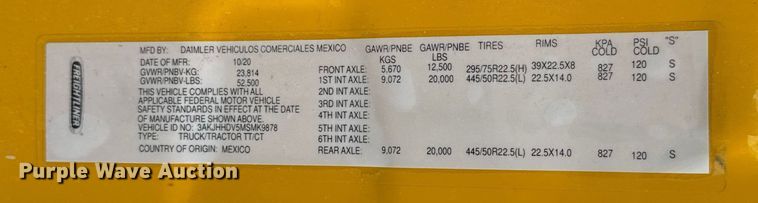 MFD BY: DAIMLER VEHICULOS COMERCIALES MEXICO GAWR/PNBE KGS GAWR/PNBE LBS TIRES RIMS KPA COLD PSI COLD "S"
DATE OF MFR: 10/20 FRONT AXLE: 5,670 12,500 295/75R22.5(H) 39X22.5X8 827 120 S
GVWR/PNBV-KG: 23,814 1ST INT AXLE: 9,072 20,000 445/50R22.5(L) 22.5X14.0 827 120 S
GVWR/PNBV-LBS: 52,500 2ND INT AXLE:
THIS VEHICLE COMPLIES WITH ALL
APPLICABLE FEDERAL MOTOR VEHICLE 3RD INT AXLE:
SAFETY STANDARDS IN EFFECT AT THE DATE 4TH INT AXLE:
OF MANUFACTURE SHOWN ABOVE.
VEHICLE ID: 3AKJHHDV5MSMK9878 5TH INT AXLE:
TYPE: TRUCK/TRACTOR TT/CT 6TH INT AXLE:
COUNTRY OF ORIGIN: MEXICO REAR AXLE: 9,072 20,000 445/50R22.5(L) 22.5X14.0 827 120 S
FREIGHTLINER
Purple Wave Auction